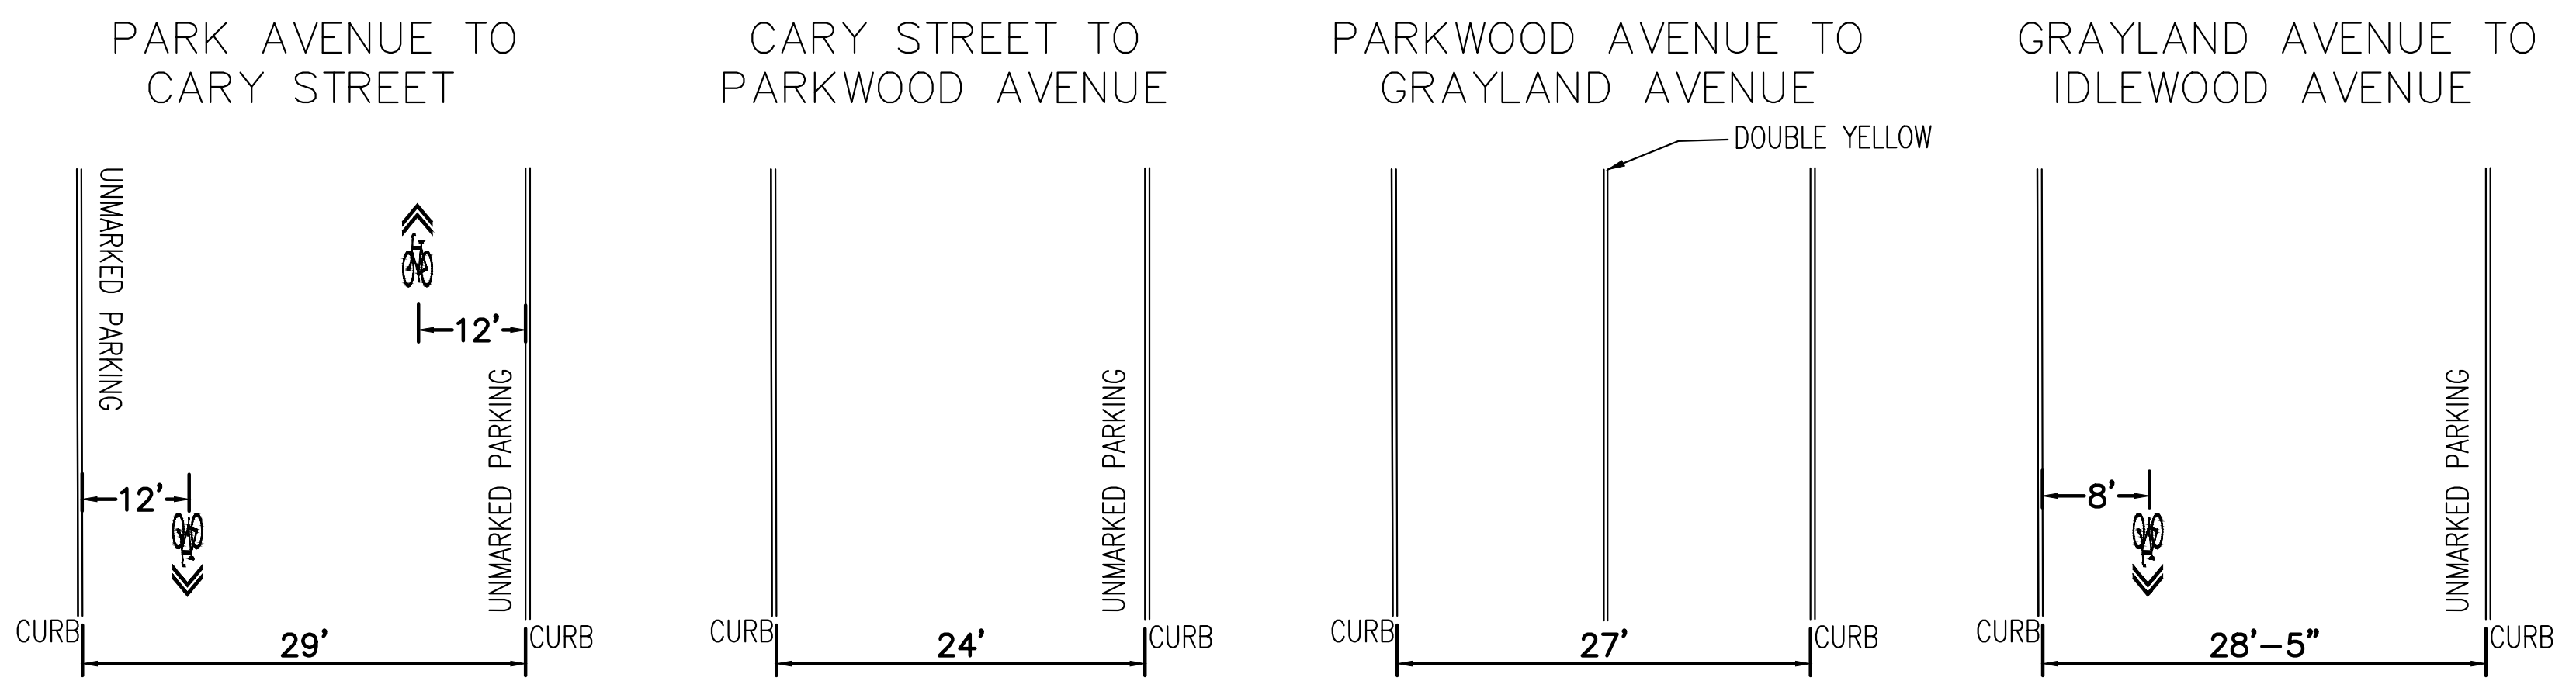 PARK AVENUE TO
CARY STREET
UNMARKED PARKING
12'
12'
UNMARKED PARKING
CURB
29'
CURB
CARY STREET TO
PARKWOOD AVENUE
UNMARKED PARKING
CURB
24'
CURB
PARKWOOD AVENUE TO
GRAYLAND AVENUE
DOUBLE YELLOW
CURB
27'
CURB
GRAYLAND AVENUE TO
IDLEWOOD AVENUE
8'
UNMARKED PARKING
CURB
28'-5"
CURB